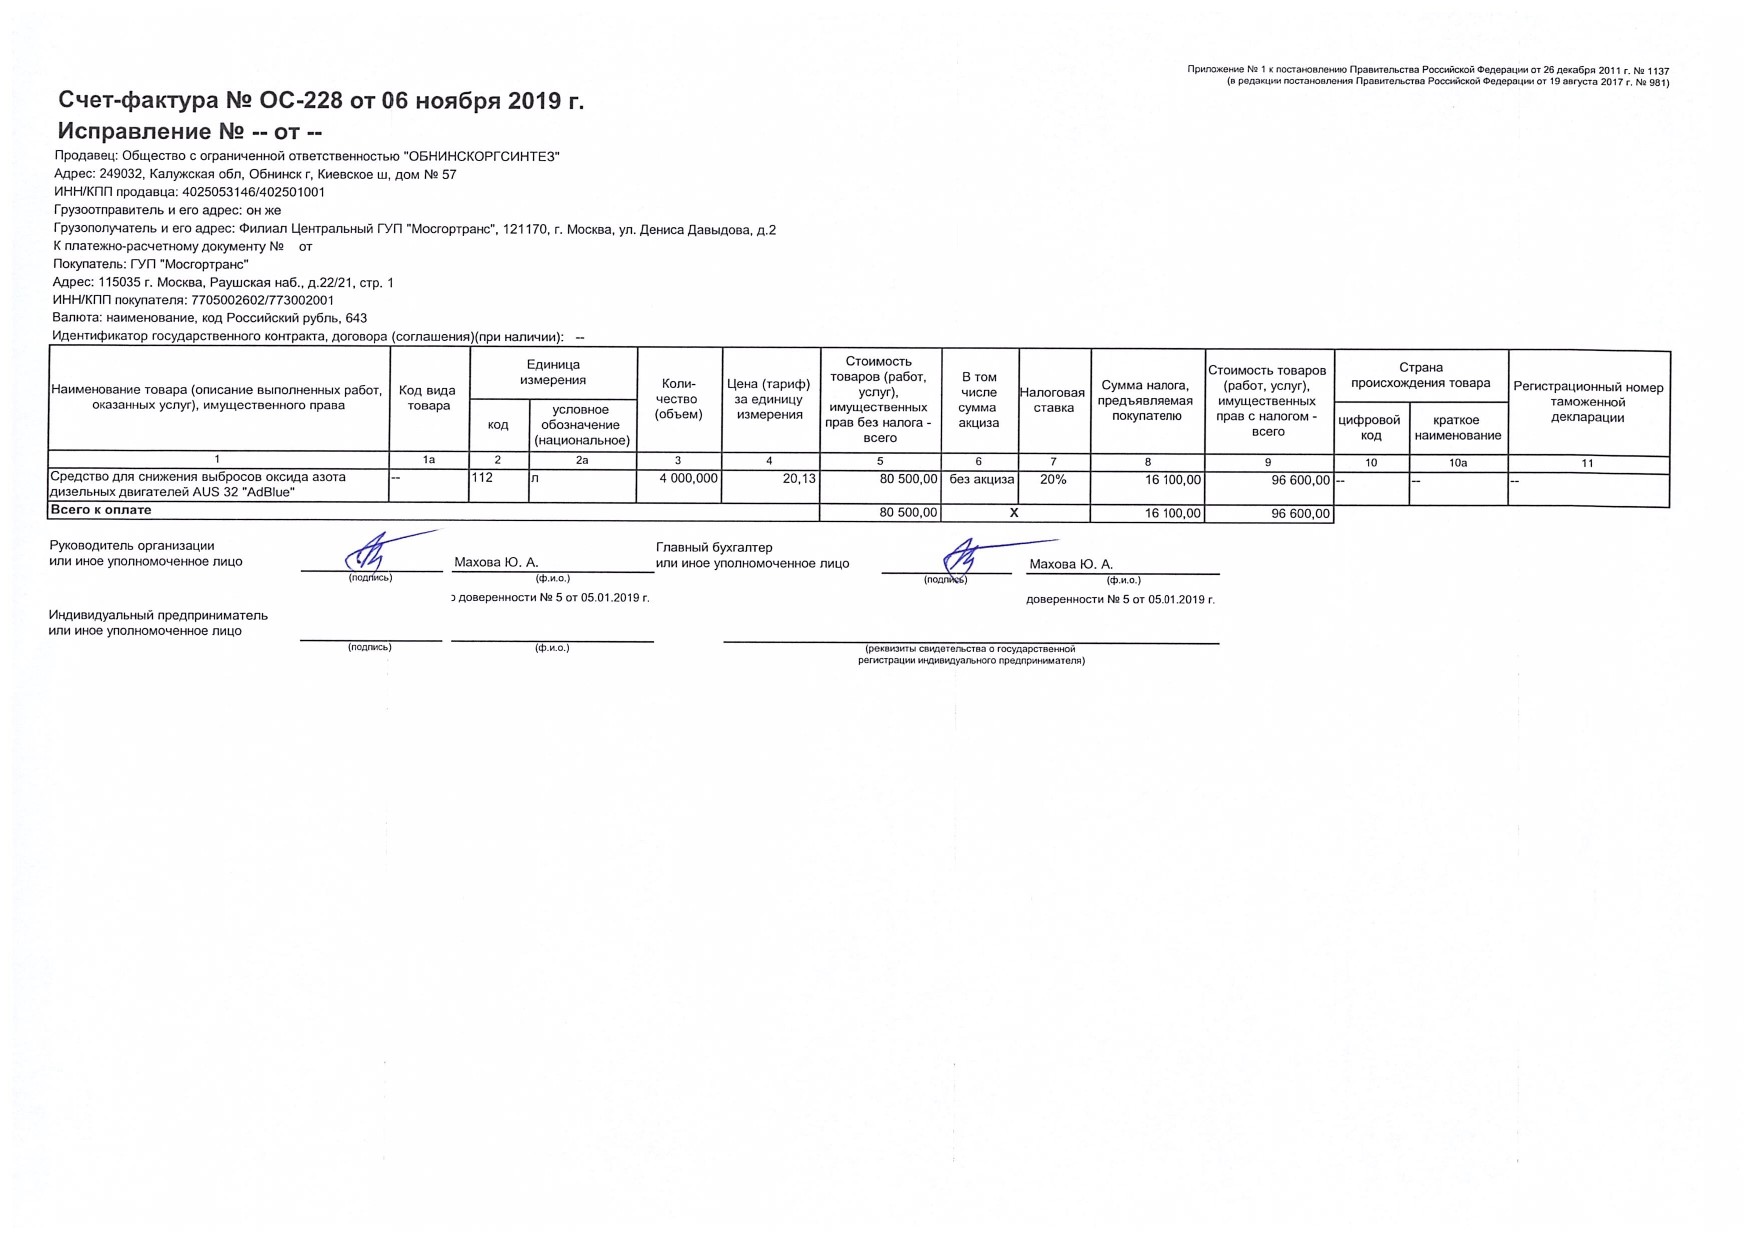 Приложение № 1 к постановлению Правительства Российской Федерации от 26 декабря 2011 г. № 1137
(в редакции постановления Правительства Российской Федерации от 19 августа 2017 г. № 981)
Счет-фактура № ОС-228 от 06 ноября 2019 г.
Исправление № -- от --
Продавец: Общество с ограниченной ответственностью "ОБНИНСКОРГСИНТЕЗ"
Адрес: 249032, Калужская обл, Обнинск г, Киевское ш, дом № 57
ИНН/КПП продавца: 4025053146/402501001
Грузоотправитель и его адрес: он же
Грузополучатель и его адрес: Филиал Центральный ГУП "Мосгортранс", 121170, г. Москва, ул. Дениса Давыдова, д.2
К платежно-расчетному документу № от
Покупатель: ГУП "Мосгортранс"
Адрес: 115035 г. Москва, Раушская наб., д.22/21, стр. 1
ИНН/КПП покупателя: 7705002602/773002001
Валюта: наименование, код Российский рубль, 643
Идентификатор государственного контракта, договора (соглашения)(при наличии): --
Наименование товара (описание выполненных работ,
оказанных услуг), имущественного права
Код вида
товара
Единица
измерения
код
условное
обозначение
(национальное)
Коли-
чество
(объем)
Цена (тариф)
за единицу
измерения
Стоимость
товаров (работ,
услуг),
имущественных
прав без налога -
всего
В том
числе
сумма
акциза
Налоговая
ставка
Сумма налога,
предъявляемая
покупателю
Стоимость товаров
(работ, услуг),
имущественных
прав с налогом -
всего
Страна
происхождения товара
цифровой
код
краткое
наименование
Регистрационный номер
таможенной
декларации
1 1а 2 2а 3 4 5 6 7 8 9 10 10а 11
Средство для снижения выбросов оксида азота
дизельных двигателей AUS 32 "AdBlue"
-- 112 л 4 000,000 20,13 80 500,00 без акциза 20% 16 100,00 96 600,00 -- -- --
Всего к оплате 80 500,00 Х 16 100,00 96 600,00
Руководитель организации
или иное уполномоченное лицо
Махова Ю. А.
(подпись) (ф.и.о.)
о доверенности № 5 от 05.01.2019 г.
Главный бухгалтер
или иное уполномоченное лицо
Махова Ю. А.
(подпись) (ф.и.о.)
доверенности № 5 от 05.01.2019 г.
Индивидуальный предприниматель
или иное уполномоченное лицо
(подпись) (ф.и.о.)
(реквизиты свидетельства о государственной
регистрации индивидуального предпринимателя)